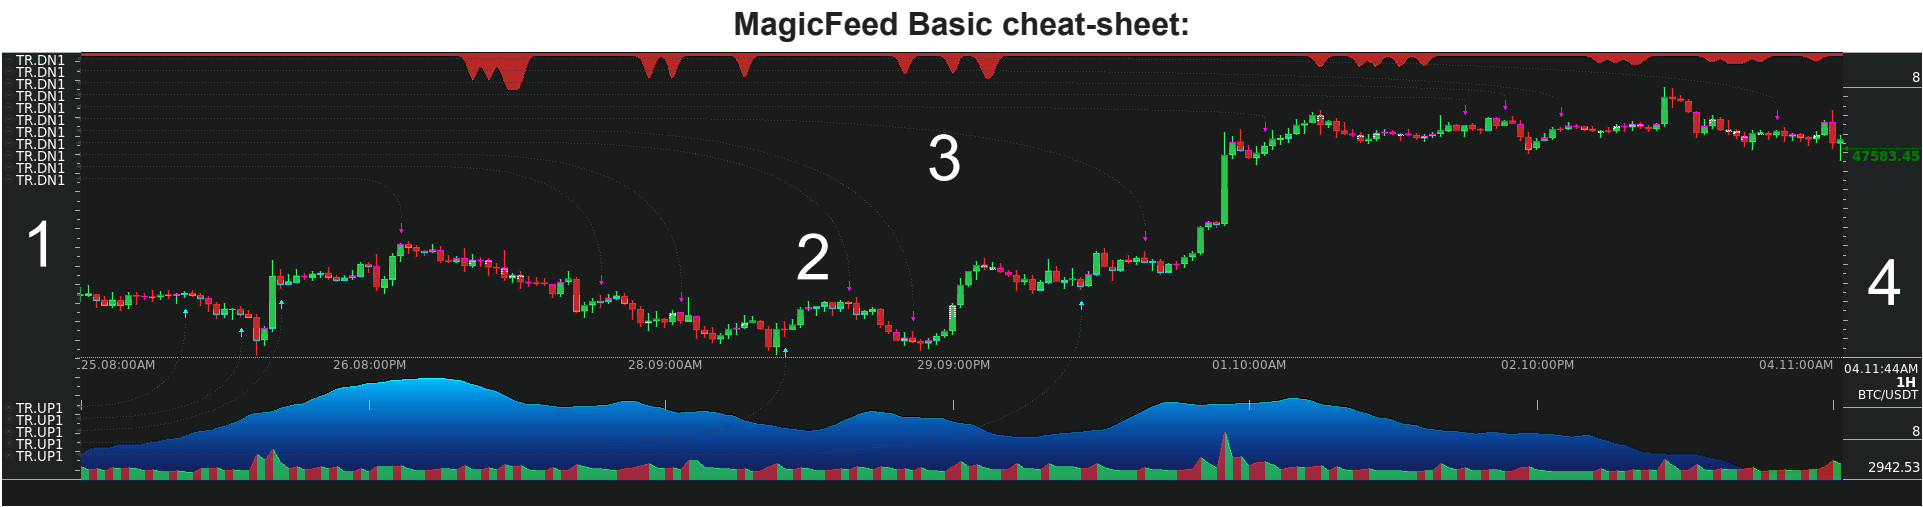 MagicFeed Basic cheat-sheet:
TR.DN1
TR.DN1
TR.DN1
TR.DN1
TR.DN1
TR.DN1
TR.DN1
TR.DN1
TR.DN1
TR.DN1
TR.DN1
8
47583.45
1
2
3
4
25.08:00AM 26.08:00PM 28.09:00AM 29.09:00PM 01.10:00AM 02.10:00PM 04.11:00AM
04.11:44AM
1H
BTC/USDT
TR.UP1
TR.UP1
TR.UP1
TR.UP1
TR.UP1
8
2942.53